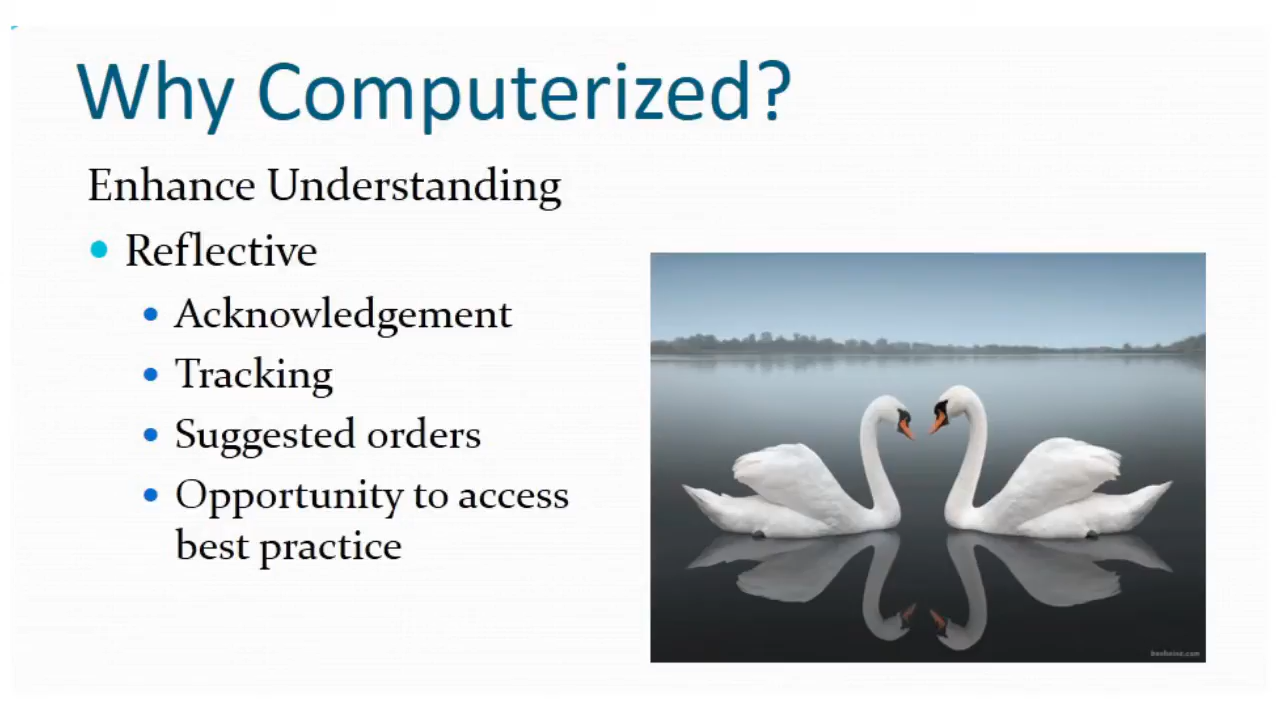 Why Computerized?
Enhance Understanding
Reflective
Acknowledgement
Tracking
Suggested orders
Opportunity to access
best practice